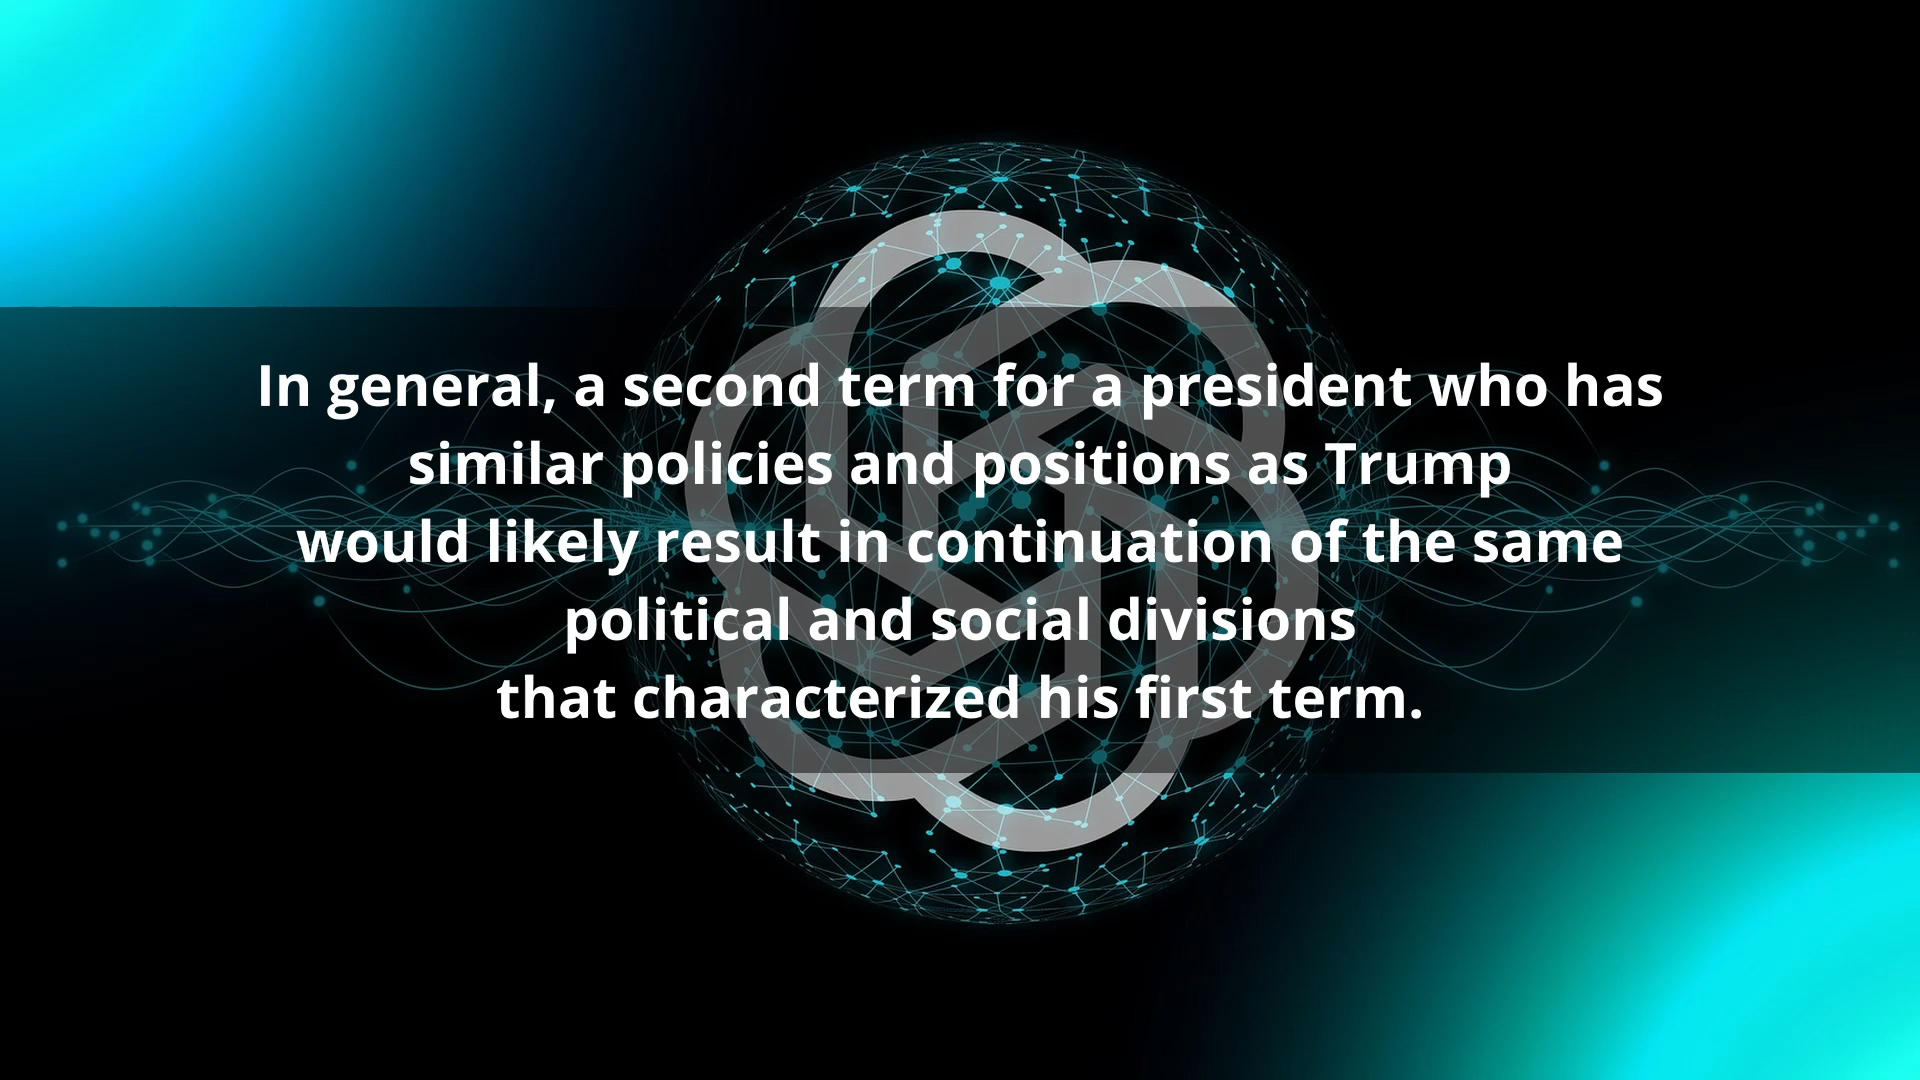 In general, a second term for a president who has
similar policies and positions as Trump
would likely result in continuation of the same
political and social divisions
that characterized his first term.